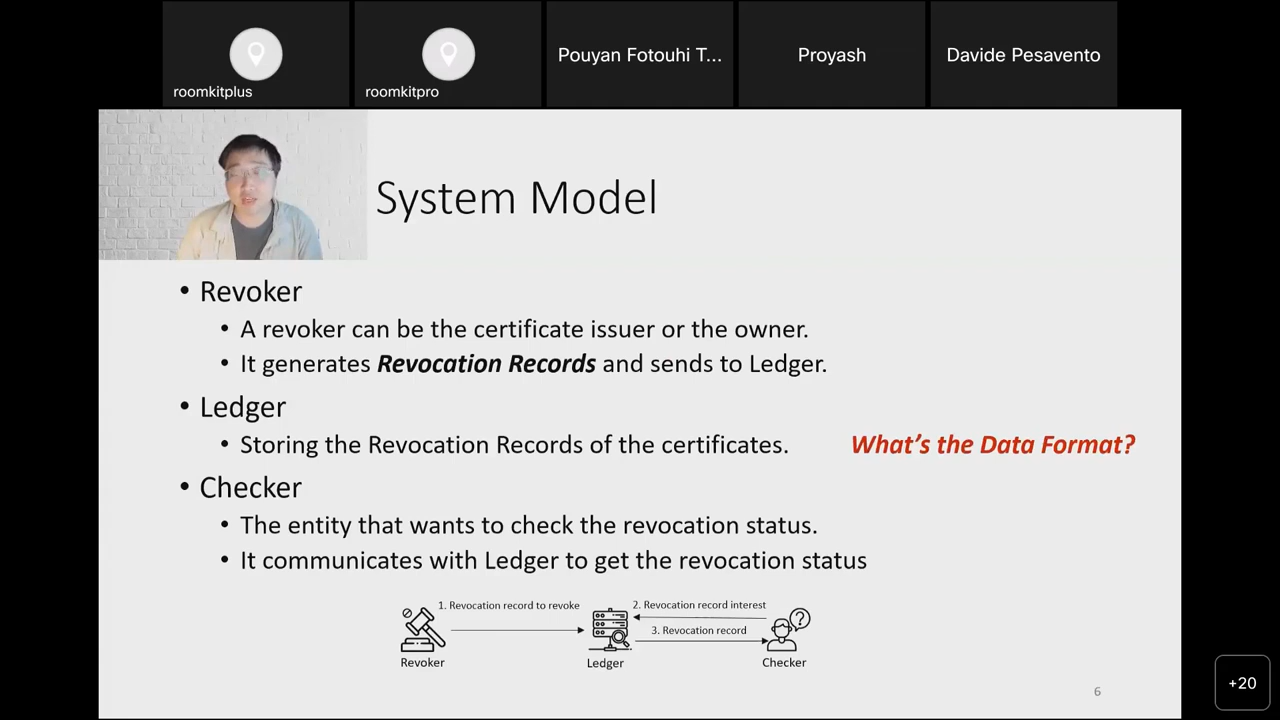 Pouyan Fotouhi T...
Proyash
Davide Pesavento
roomkitplus
roomkitpro
System Model
• Revoker
• A revoker can be the certificate issuer or the owner.
• It generates Revocation Records and sends to Ledger.
• Ledger
• Storing the Revocation Records of the certificates.
What's the Data Format?
• Checker
• The entity that wants to check the revocation status.
• It communicates with Ledger to get the revocation status
1. Revocation record to revoke
2. Revocation record interest
3. Revocation record
Revoker
Ledger
Checker
6
+20